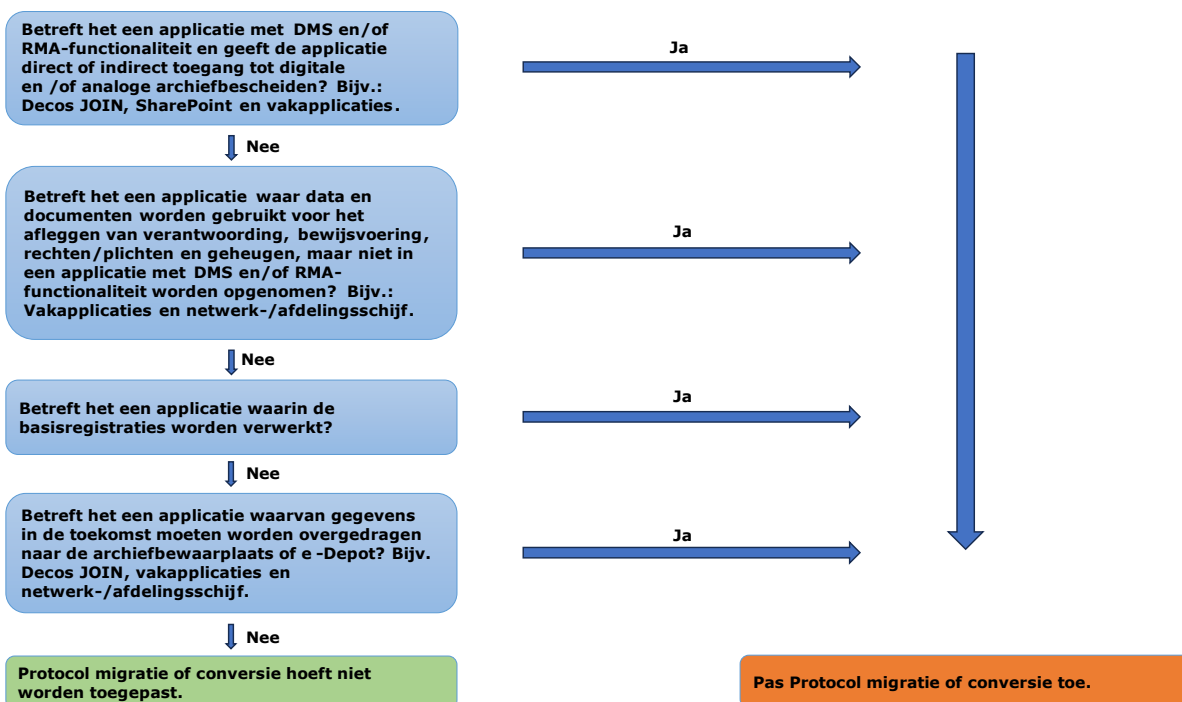 Betreft het een applicatie met DMS en/of
RMA-functionaliteit en geeft de applicatie
direct of indirect toegang tot digitale
en /of analoge archiefbescheiden? Bijv.:
Decos JOIN, SharePoint en vakapplicaties.
Ja
Nee
Betreft het een applicatie waar data en
documenten worden gebruikt voor het
afleggen van verantwoording, bewijsvoering,
rechten/plichten en geheugen, maar niet in
een applicatie met DMS en/of RMA-
functionaliteit worden opgenomen? Bijv.:
Vakapplicaties en netwerk-/afdelingsschijf.
Ja
Nee
Betreft het een applicatie waarin de
basisregistraties worden verwerkt?
Ja
Nee
Betreft het een applicatie waarvan gegevens
in de toekomst moeten worden overgedragen
naar de archiefbewaarplaats of e-Depot? Bijv.
Decos JOIN, vakapplicaties en
netwerk-/afdelingsschijf.
Ja
Nee
Protocol migratie of conversie hoeft niet
worden toegepast.
Pas Protocol migratie of conversie toe.